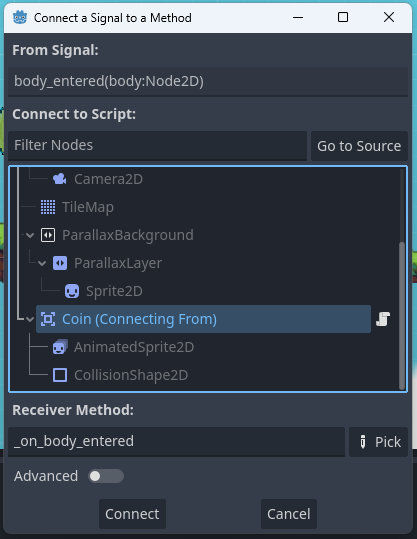 Connect a Signal to a Method
From Signal:
body_entered(body:Node2D)
Connect to Script:
Filter Nodes
Go to Source
Camera2D
TileMap
ParallaxBackground
ParallaxLayer
Sprite2D
Coin (Connecting From)
AnimatedSprite2D
CollisionShape2D
Receiver Method:
_on_body_entered
Pick
Advanced
Connect
Cancel